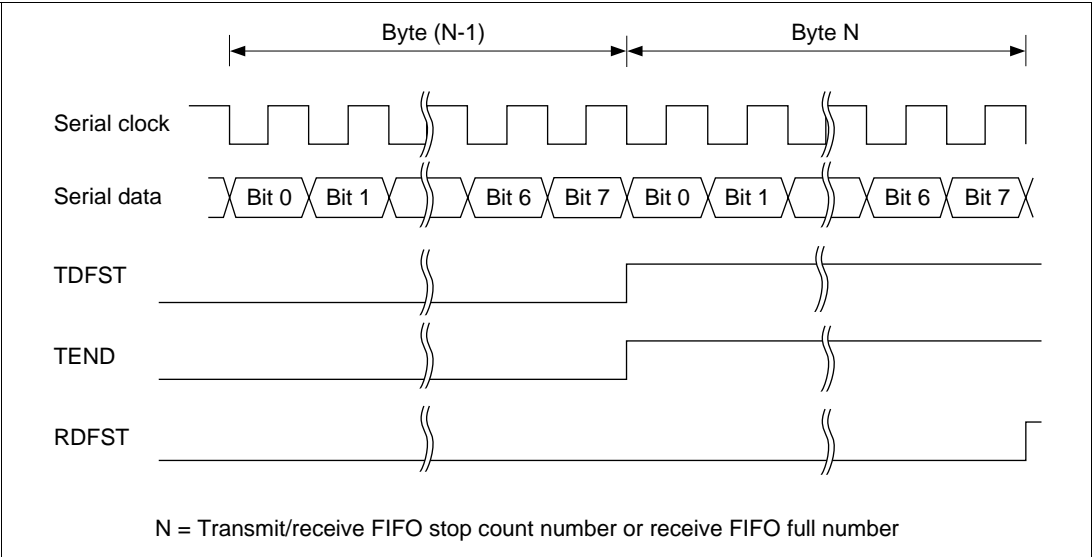 Byte (N-1) Byte N
Serial clock
Serial data Bit 0 Bit 1 Bit 6 Bit 7 Bit 0 Bit 1 Bit 6 Bit 7
TDFST
TEND
RDFST
N = Transmit/receive FIFO stop count number or receive FIFO full number